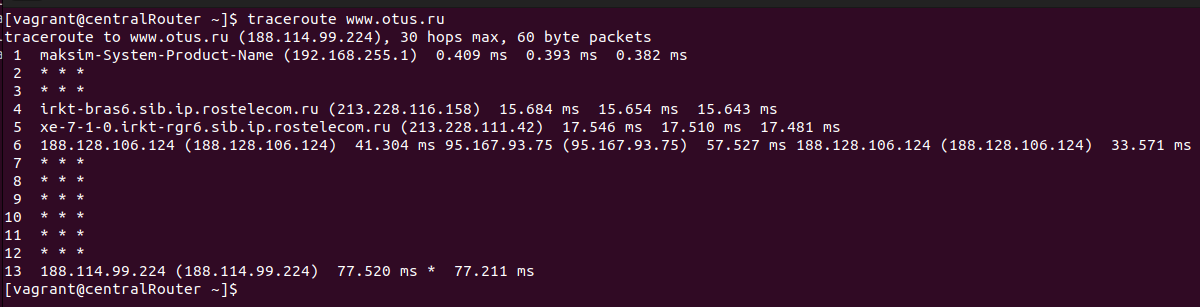 [vagrant@centralRouter ~]$ traceroute www.otus.ru
traceroute to www.otus.ru (188.114.99.224), 30 hops max, 60 byte packets
 1  maksim-System-Product-Name (192.168.255.1)  0.409 ms  0.393 ms  0.382 ms
 2  * * *
 3  * * *
 4  irkt-bras6.sib.ip.rostelecom.ru (213.228.116.158)  15.684 ms  15.654 ms  15.643 ms
 5  xe-7-1-0.irkt-rgr6.sib.ip.rostelecom.ru (213.228.111.42)  17.546 ms  17.510 ms  17.481 ms
 6  188.128.106.124 (188.128.106.124)  41.304 ms 95.167.93.75 (95.167.93.75)  57.527 ms 188.128.106.124 (188.128.106.124)  33.571 ms
 7  * * *
 8  * * *
 9  * * *
10  * * *
11  * * *
12  * * *
13  188.114.99.224 (188.114.99.224)  77.520 ms *  77.211 ms
[vagrant@centralRouter ~]$